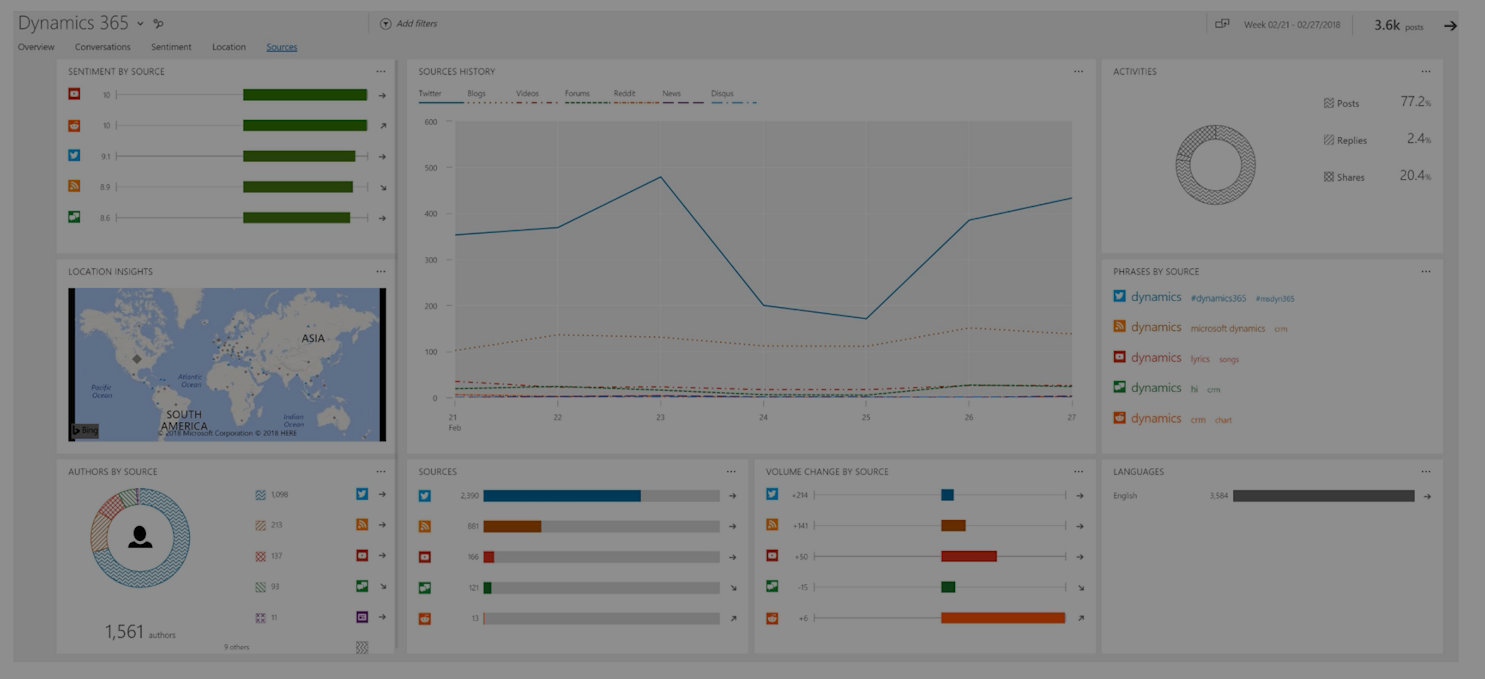 Dynamics 365
Add filters
Week 02/21 - 02/27/2018
3.6k posts
Overview Conversations Sentiment Location Sources
SENTIMENT BY SOURCE
10
10
9.1
8.9
8.6
SOURCES HISTORY
Twitter Blogs Videos Forums Reddit News Disqus
600
500
400
300
200
100
0
21 22 23 24 25 26 27
Feb
ACTIVITIES
Posts 77.2%
Replies 2.4%
Shares 20.4%
LOCATION INSIGHTS
ASIA
Pacific Ocean
Atlantic Ocean
SOUTH AMERICA
Indian Ocean
Bing
© 2018 Microsoft Corporation © 2018 HERE
PHRASES BY SOURCE
dynamics #dynamics365 #msdyn365
dynamics microsoft dynamics crm
dynamics lyrics songs
dynamics hi crm
dynamics crm chart
AUTHORS BY SOURCE
1,098
213
137
93
11
1,561 authors
9 others
SOURCES
2,390
881
166
121
13
VOLUME CHANGE BY SOURCE
+214
+141
+50
-15
+6
LANGUAGES
English 3,584